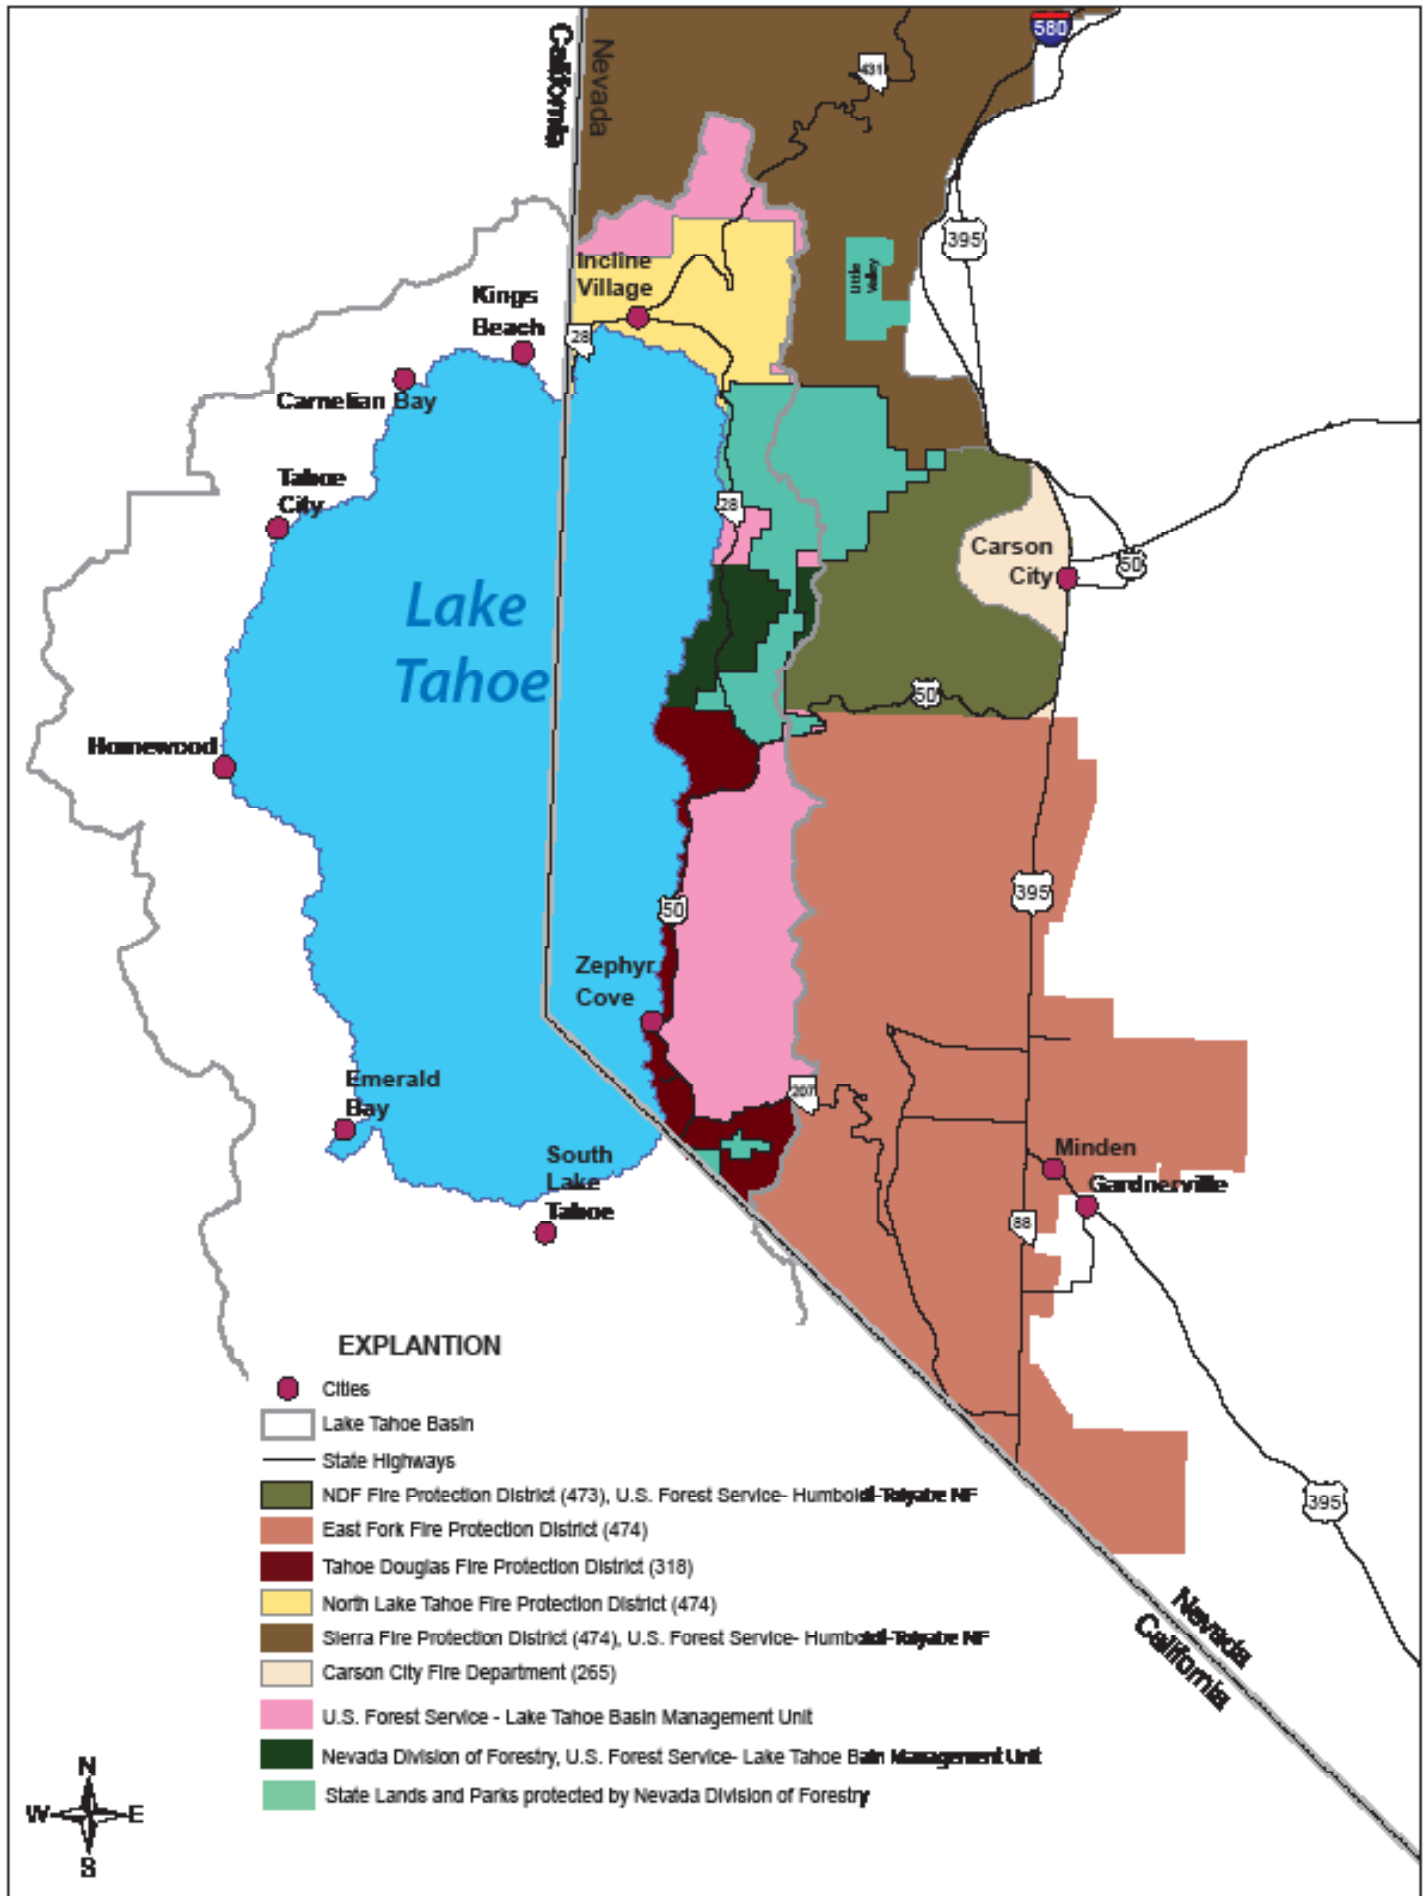 California
Nevada
580
431
395
Little
Valley
Incline
Village
Kings
Beach
28
Carnelian Bay
Tahoe
City
28
Carson
City
50
Lake
Tahoe
50
Homewood
395
50
Zephyr
Cove
Emerald
Bay
207
South
Lake
Tahoe
Minden
Gardnerville
88
EXPLANTION
Cities
Lake Tahoe Basin
State Highways
NDF Fire Protection District (473), U.S. Forest Service- Humboldt-Toiyabe NF
East Fork Fire Protection District (474)
395
Tahoe Douglas Fire Protection District (318)
North Lake Tahoe Fire Protection District (474)
Sierra Fire Protection District (474), U.S. Forest Service- Humboldt-Toiyabe NF
Nevada
California
Carson City Fire Department (265)
U.S. Forest Service - Lake Tahoe Basin Management Unit
Nevada Division of Forestry, U.S. Forest Service- Lake Tahoe Bain Management Unit
State Lands and Parks protected by Nevada Division of Forestry
N
W E
S